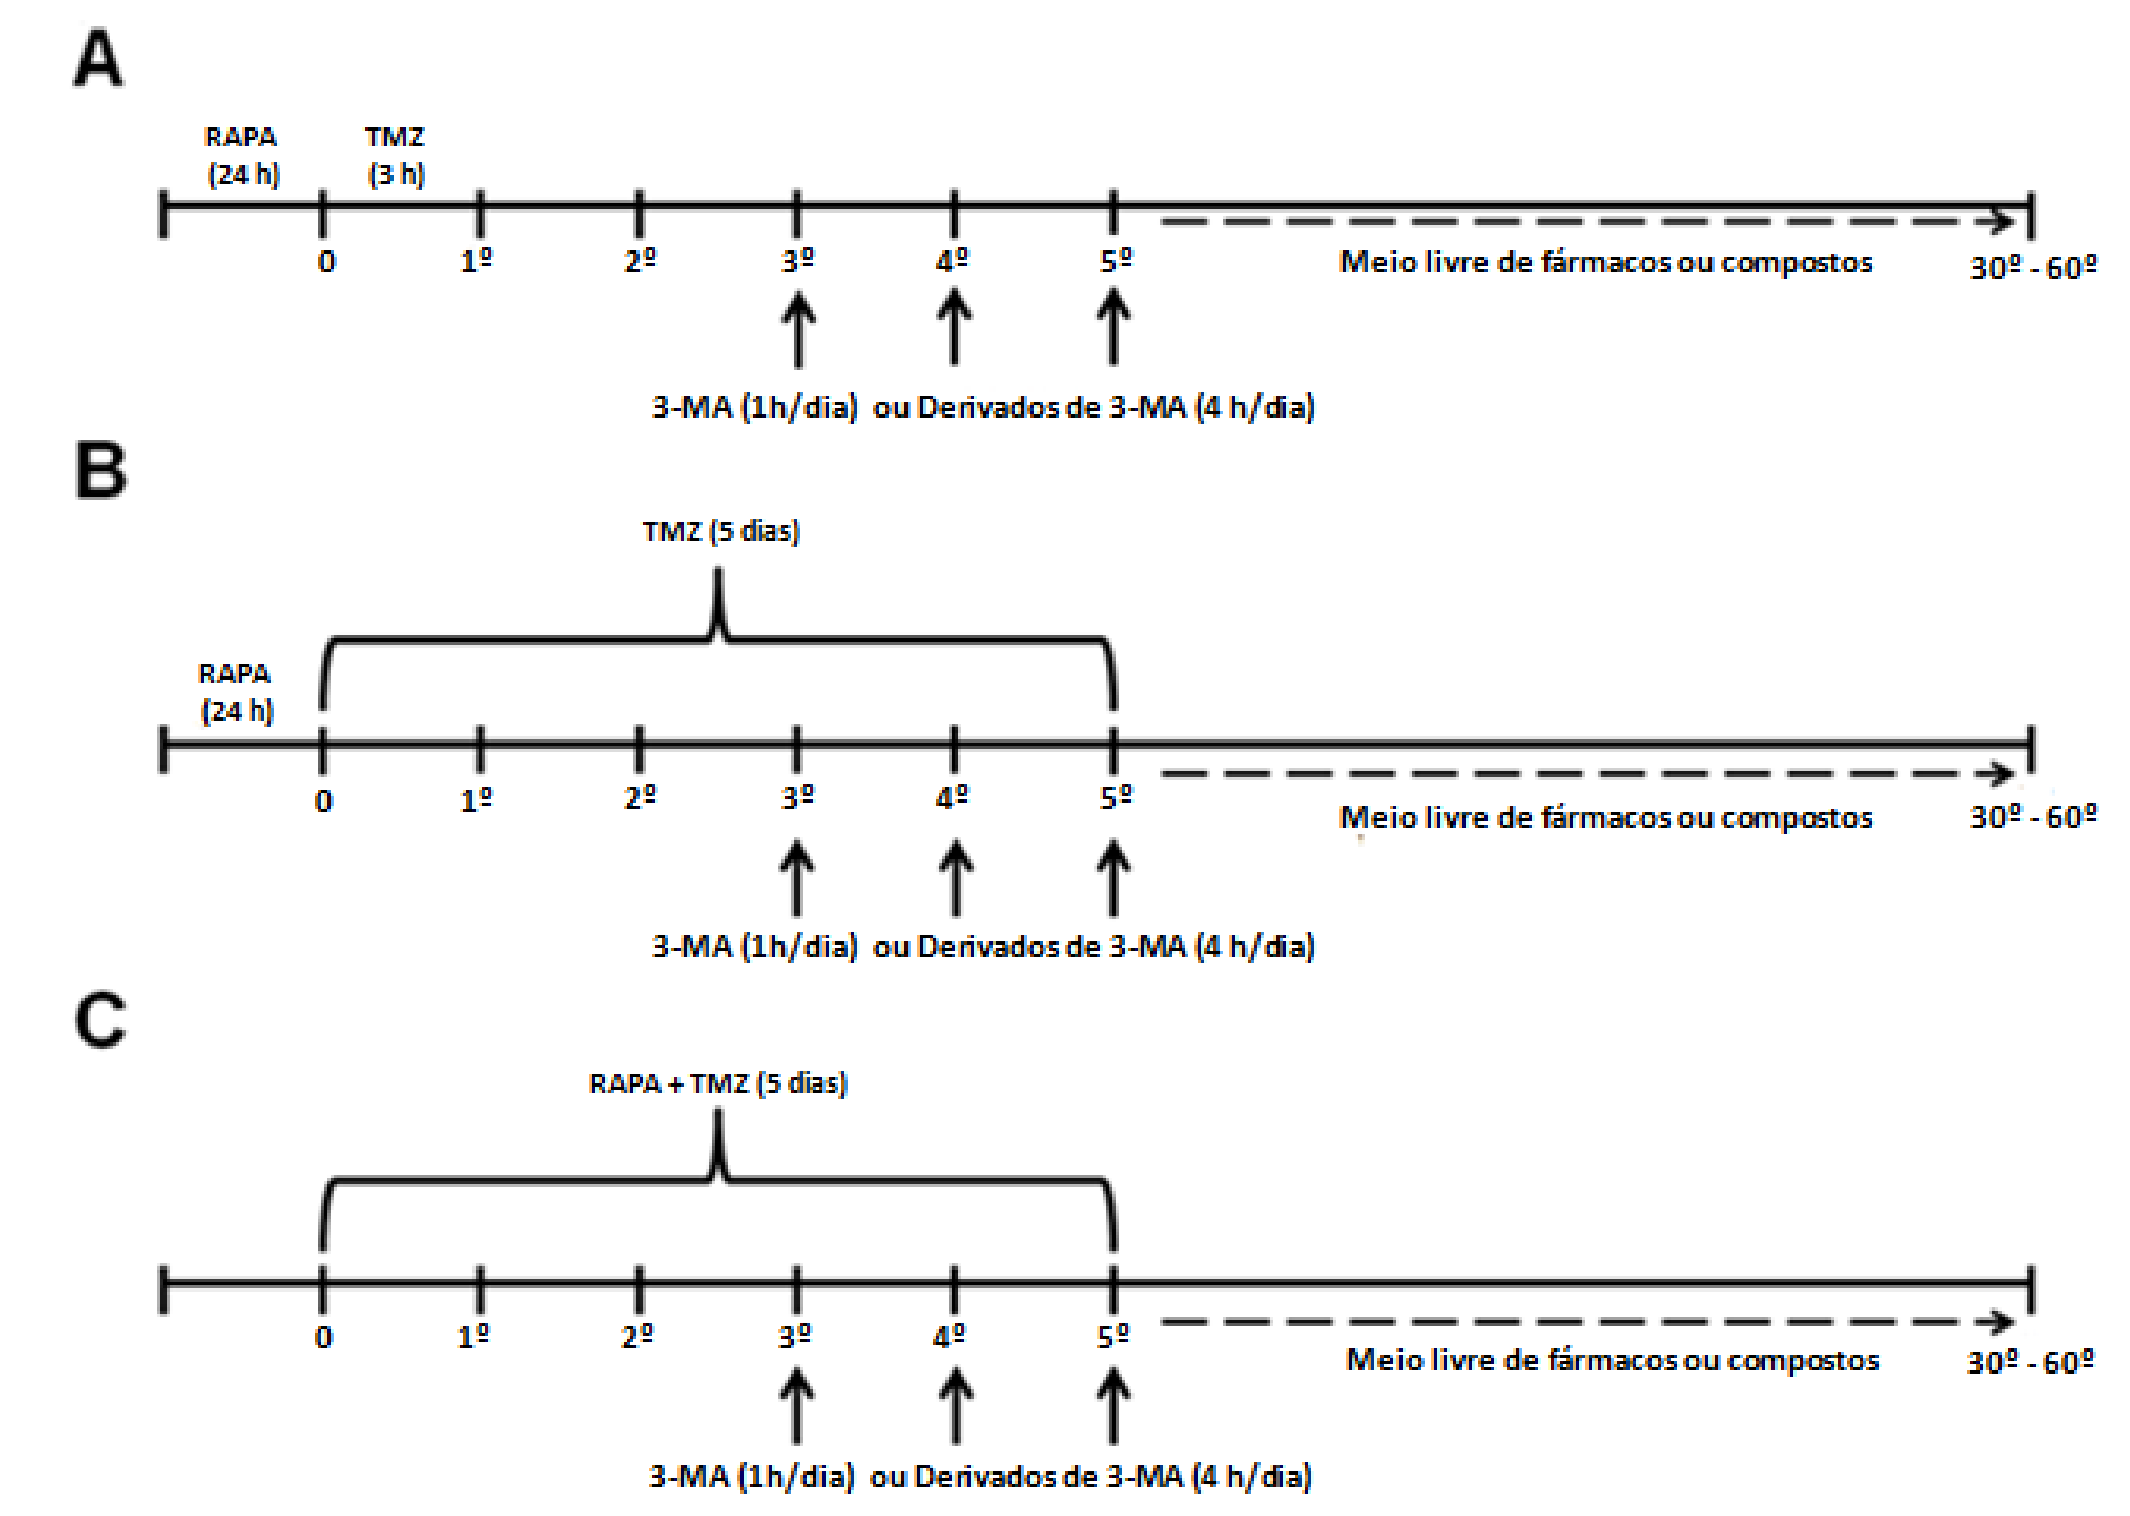 A
RAPA
(24 h)
TMZ
(3 h)
0 1º 2º 3º 4º 5º Meio livre de fármacos ou compostos 30º - 60º
3-MA (1h/dia) ou Derivados de 3-MA (4 h/dia)
B
TMZ (5 dias)
RAPA
(24 h)
0 1º 2º 3º 4º 5º Meio livre de fármacos ou compostos 30º - 60º
3-MA (1h/dia) ou Derivados de 3-MA (4 h/dia)
C
RAPA + TMZ (5 dias)
0 1º 2º 3º 4º 5º Meio livre de fármacos ou compostos 30º - 60º
3-MA (1h/dia) ou Derivados de 3-MA (4 h/dia)